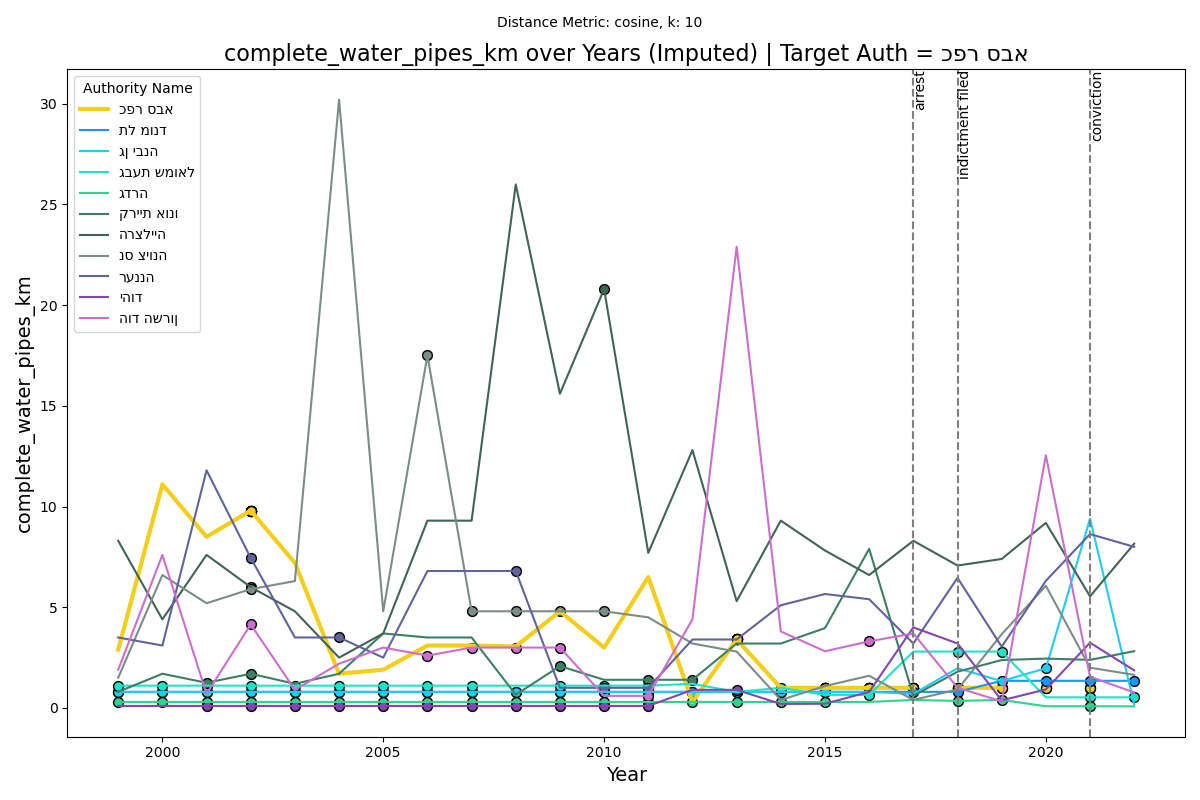 Distance Metric: cosine, k: 10
complete_water_pipes_km over Years (Imputed) | Target Auth = כפר סבא
Authority Name
כפר סבא
תל מונד
גן יבנה
גבעת שמואל
גדרה
קריית אונו
הרצלייה
נס ציונה
רעננה
יהוד
הוד השרון
arrest
indictment filed
conviction
complete_water_pipes_km
30
25
20
15
10
5
0
2000
2005
2010
2015
2020
Year